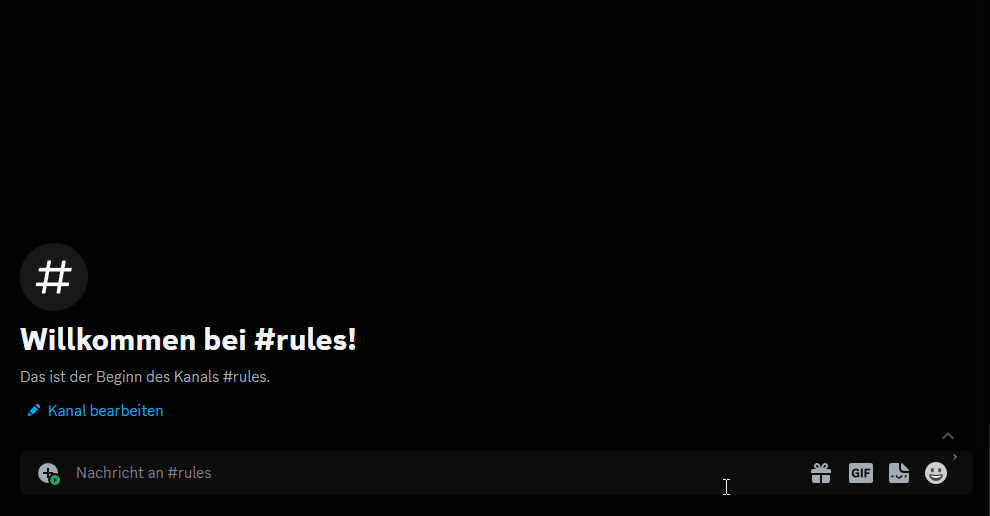 #
Willkommen bei #rules!
Das ist der Beginn des Kanals #rules.
Kanal bearbeiten
Nachricht an #rules
GIF